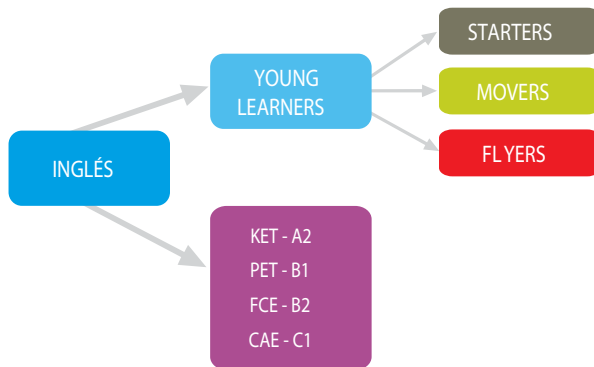 INGLÉS
YOUNG
LEARNERS
STARTERS
MOVERS
FLYERS
KET - A2
PET - B1
FCE - B2
CAE - C1